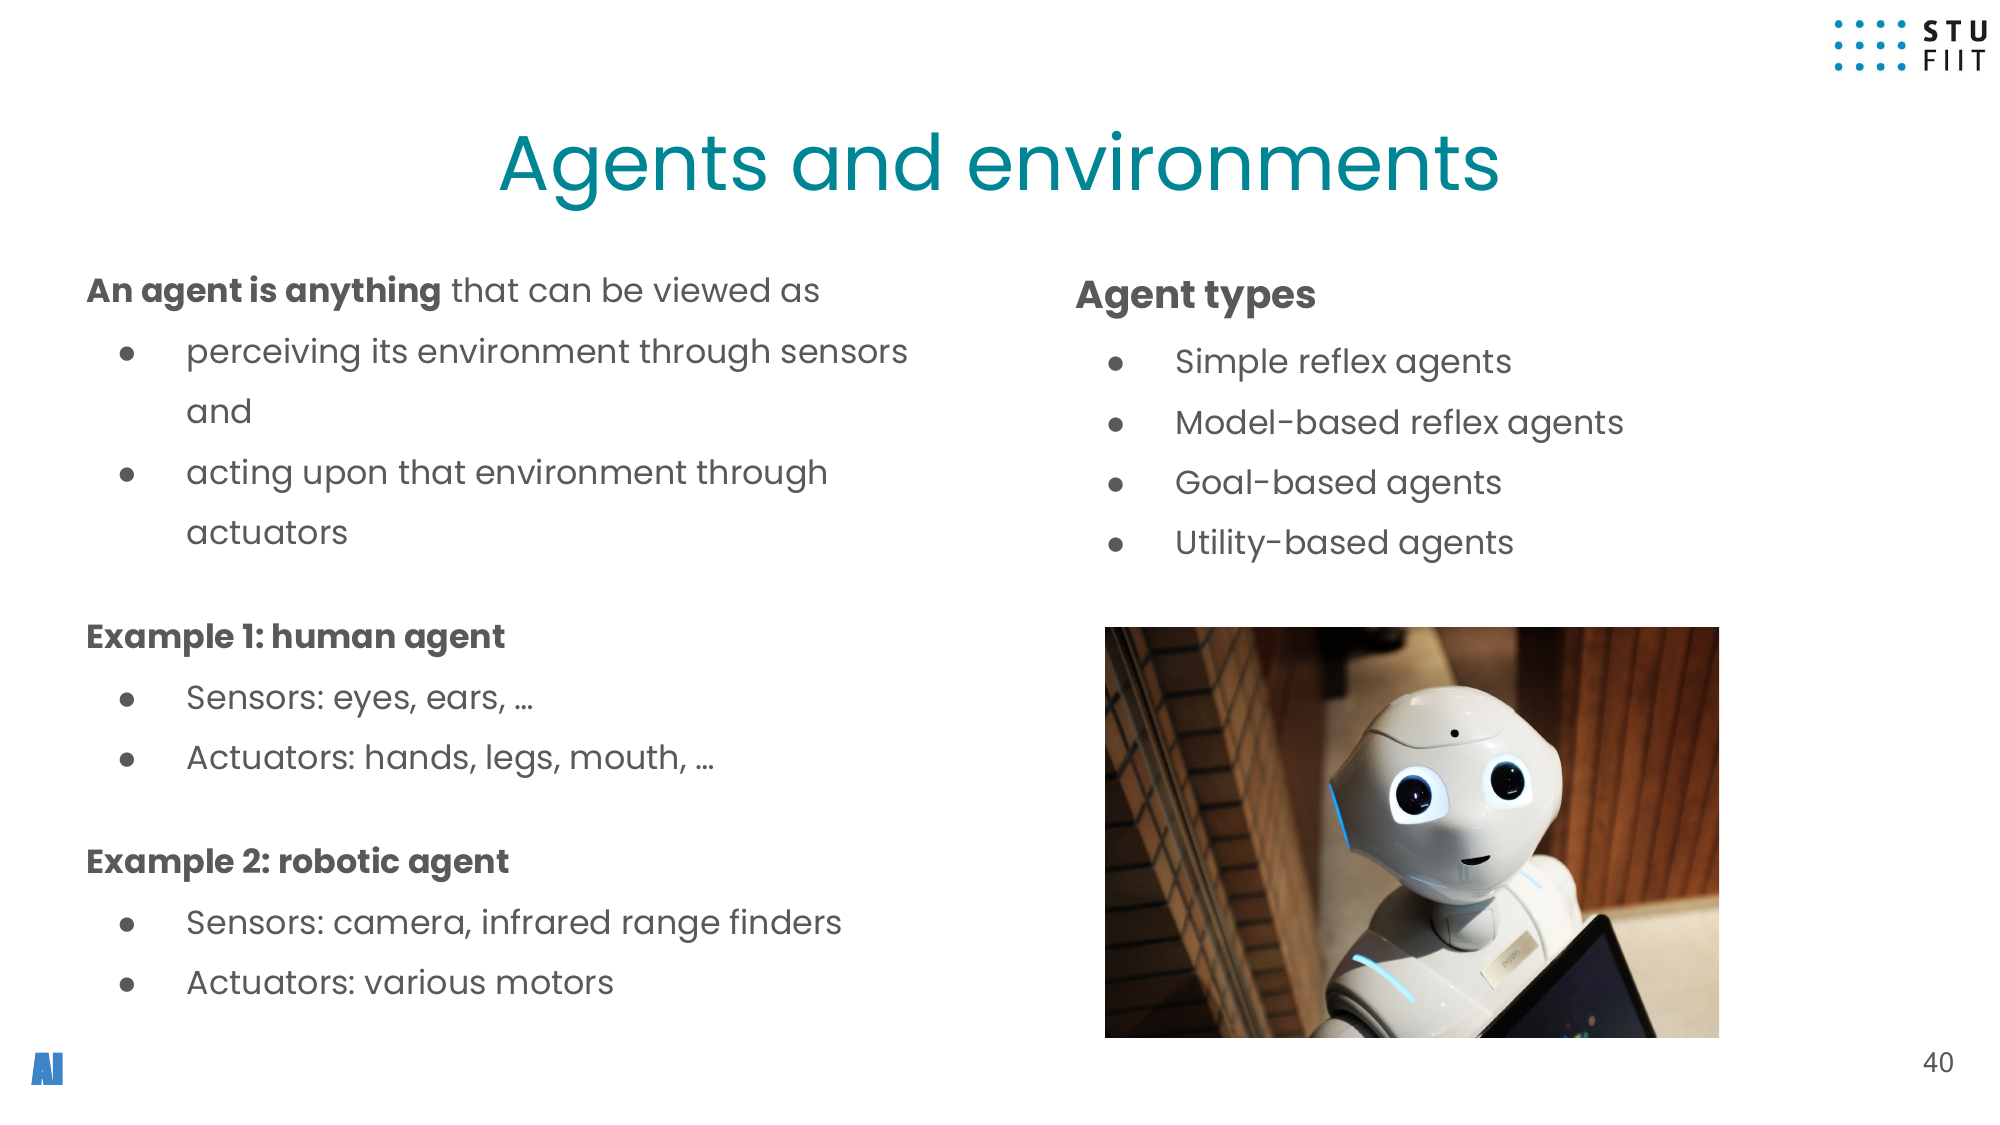 STU
FIIT
Agents and environments
An agent is anything that can be viewed as
● perceiving its environment through sensors
and
● acting upon that environment through
actuators
Example 1: human agent
● Sensors: eyes, ears, …
● Actuators: hands, legs, mouth, …
Example 2: robotic agent
● Sensors: camera, infrared range finders
● Actuators: various motors
Agent types
● Simple reflex agents
● Model-based reflex agents
● Goal-based agents
● Utility-based agents
AI
40